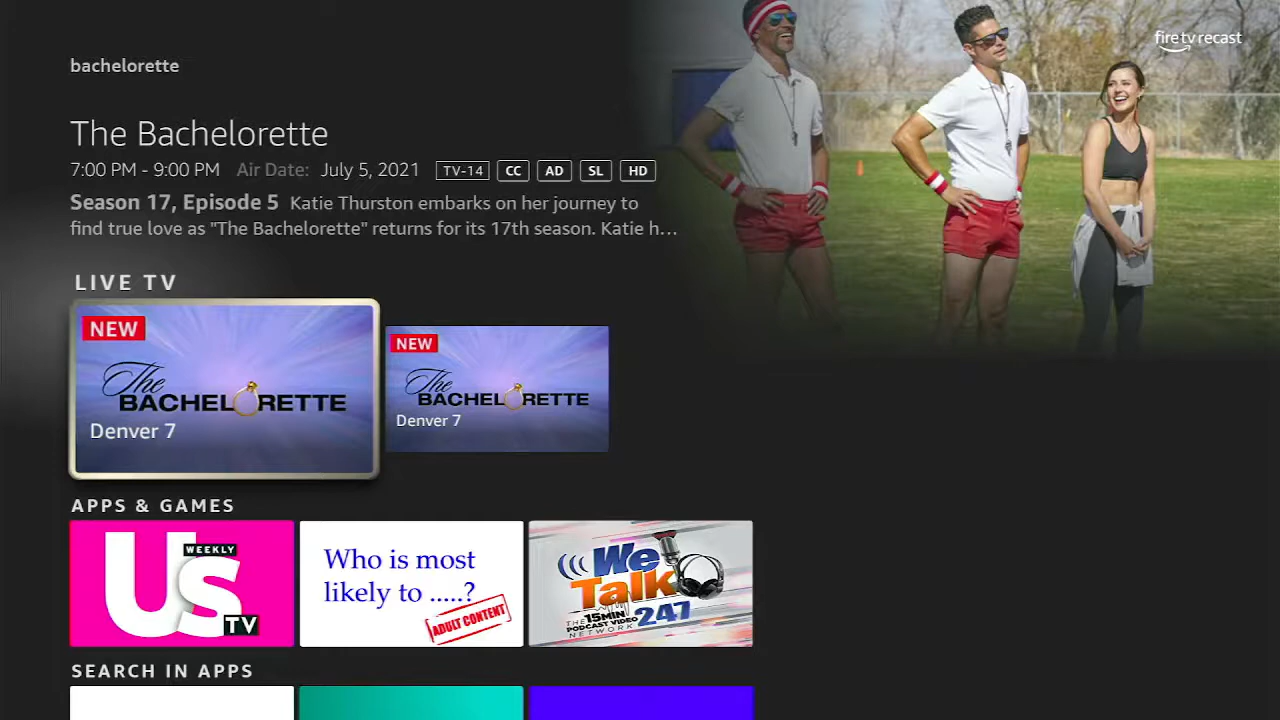 fire tv recast
bachelorette
The Bachelorette
7:00 PM - 9:00 PM Air Date: July 5, 2021 TV-14 CC AD SL HD
Season 17, Episode 5 Katie Thurston embarks on her journey to
find true love as "The Bachelorette" returns for its 17th season. Katie h...
LIVE TV
NEW
The
BACHELORETTE
Denver 7
NEW
The
BACHELORETTE
Denver 7
APPS & GAMES
US
WEEKLY
TV
Who is most
likely to .....?
ADULT CONTENT
We
Talk
247
THE 15MIN
PODCAST VIDEO
NETWORK
SEARCH IN APPS